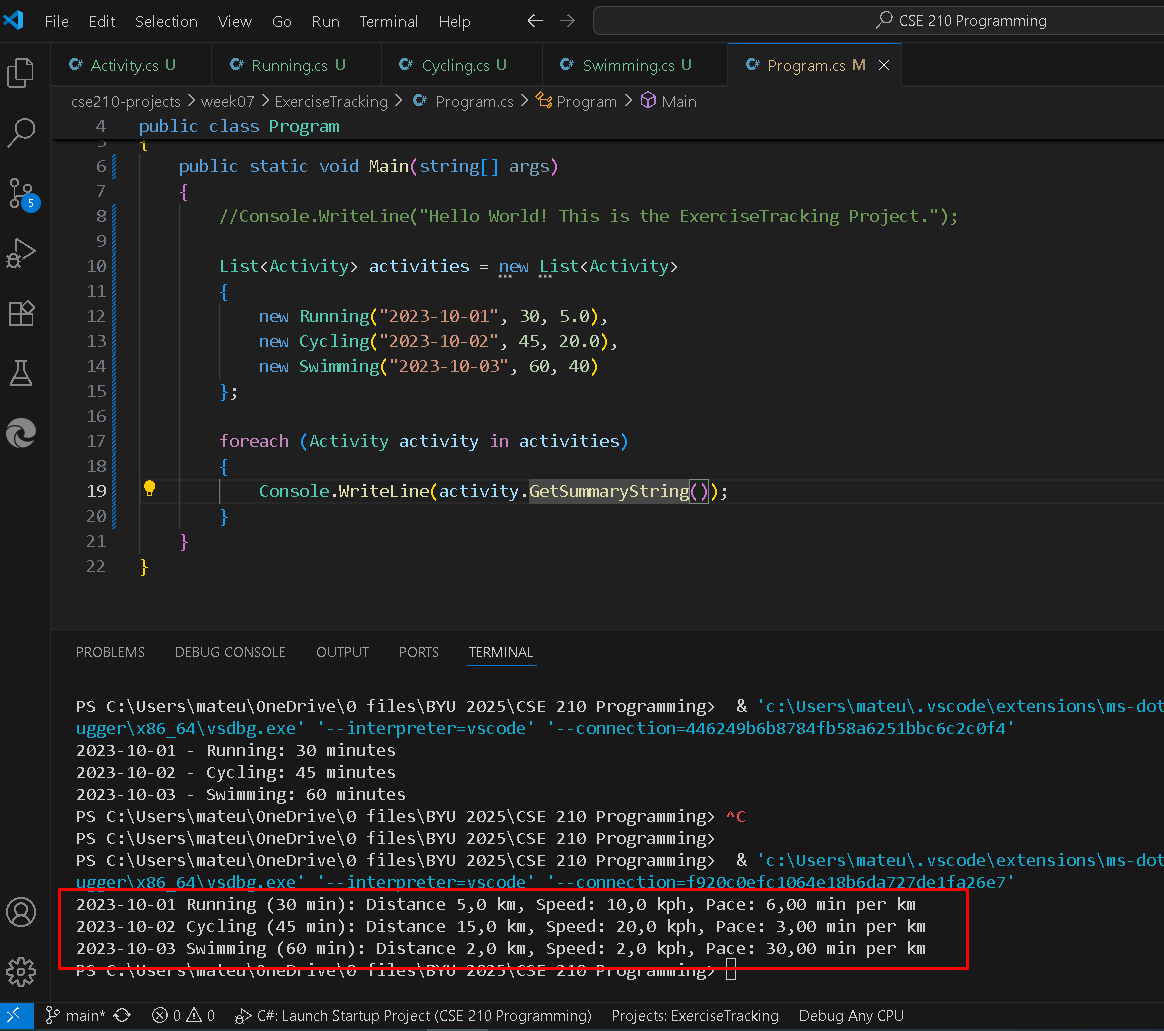 File Edit Selection View Go Run Terminal Help CSE 210 Programming
Activity.cs U Running.cs U Cycling.cs U Swimming.cs U Program.cs M
cse210-projects > week07 > ExerciseTracking > Program.cs > Program > Main
4 public class Program
5 {
6 public static void Main(string[] args)
7 {
8 //Console.WriteLine("Hello World! This is the ExerciseTracking Project.");
9
10 List<Activity> activities = new List<Activity>
11 {
12 new Running("2023-10-01", 30, 5.0),
13 new Cycling("2023-10-02", 45, 20.0),
14 new Swimming("2023-10-03", 60, 40)
15 };
16
17 foreach (Activity activity in activities)
18 {
19 Console.WriteLine(activity.GetSummaryString());
20 }
21 }
22 }
5
PROBLEMS DEBUG CONSOLE OUTPUT PORTS TERMINAL
PS C:\Users\mateu\OneDrive\0 files\BYU 2025\CSE 210 Programming> & 'c:\Users\mateu\.vscode\extensions\ms-dot
ugger\x86_64\vsdbg.exe' '--interpreter=vscode' '--connection=446249b6b8784fb58a6251bbc6c2c0f4'
2023-10-01 - Running: 30 minutes
2023-10-02 - Cycling: 45 minutes
2023-10-03 - Swimming: 60 minutes
PS C:\Users\mateu\OneDrive\0 files\BYU 2025\CSE 210 Programming> ^C
PS C:\Users\mateu\OneDrive\0 files\BYU 2025\CSE 210 Programming>
PS C:\Users\mateu\OneDrive\0 files\BYU 2025\CSE 210 Programming> & 'c:\Users\mateu\.vscode\extensions\ms-dot
ugger\x86_64\vsdbg.exe' '--interpreter=vscode' '--connection=f920c0efc1064e18b6da727de1fa26e7'
2023-10-01 Running (30 min): Distance 5,0 km, Speed: 10,0 kph, Pace: 6,00 min per km
2023-10-02 Cycling (45 min): Distance 15,0 km, Speed: 20,0 kph, Pace: 3,00 min per km
2023-10-03 Swimming (60 min): Distance 2,0 km, Speed: 2,0 kph, Pace: 30,00 min per km
PS C:\Users\mateu\OneDrive\0 files\BYU 2025\CSE 210 Programming>
main* 0 0 C#: Launch Startup Project (CSE 210 Programming) Projects: ExerciseTracking Debug Any CPU